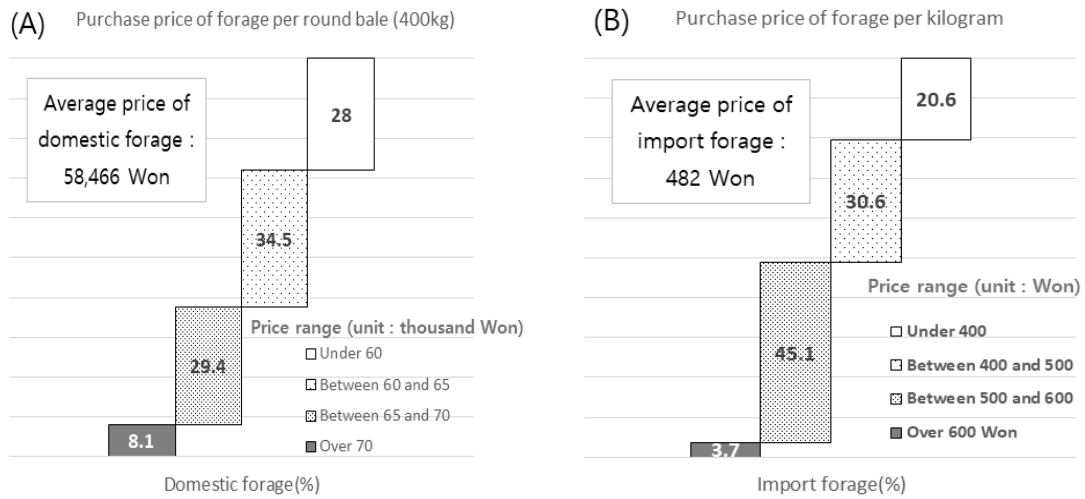 (A)
Purchase price of forage per round bale (400kg)
Average price of
domestic forage :
58,466 Won
28
34.5
29.4
8.1
Price range (unit : thousand Won)
Under 60
Between 60 and 65
Between 65 and 70
Over 70
Domestic forage(%)
(B)
Purchase price of forage per kilogram
Average price of
import forage :
482 Won
20.6
30.6
45.1
3.7
Price range (unit : Won)
Under 400
Between 400 and 500
Between 500 and 600
Over 600 Won
Import forage(%)